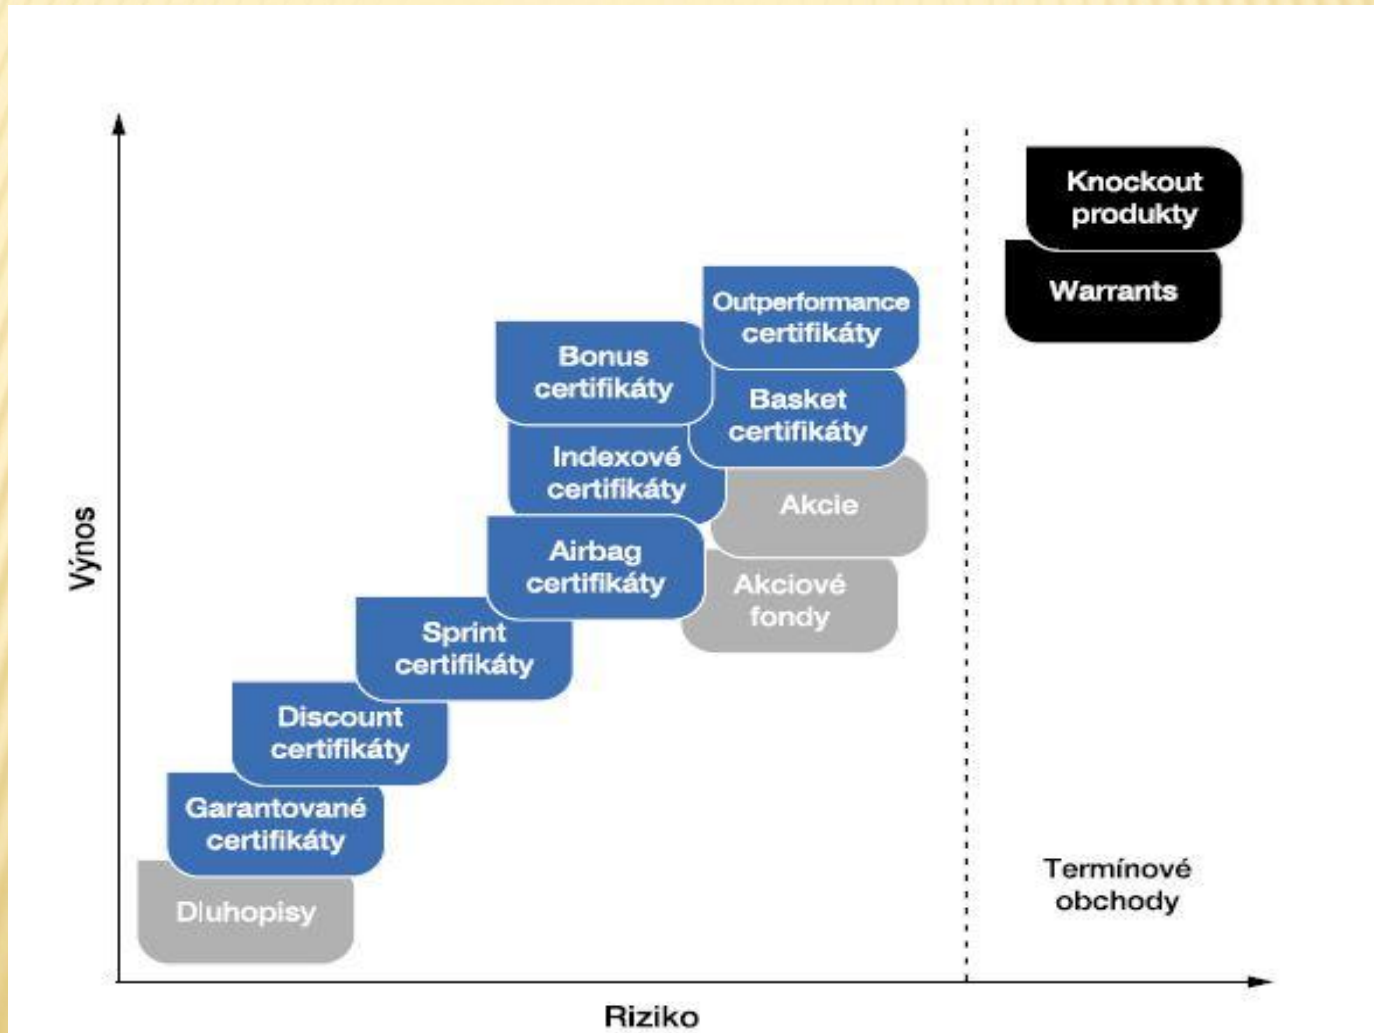 Knockout
produkty
Warrants
Outperformance
certifikáty
Bonus
certifikáty
Basket
certifikáty
Indexové
certifikáty
Akcie
Airbag
certifikáty
Akciové
fondy
Výnos
Sprint
certifikáty
Discount
certifikáty
Garantované
certifikáty
Dluhopisy
Termínové
obchody
Riziko